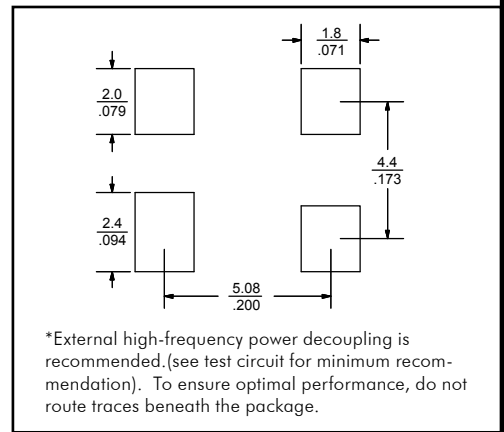 1.8
.071
2.0
.079
4.4
.173
2.4
.094
5.08
.200
*External high-frequency power decoupling is
recommended.(see test circuit for minimum recom-
mendation).  To ensure optimal performance, do not
route traces beneath the package.